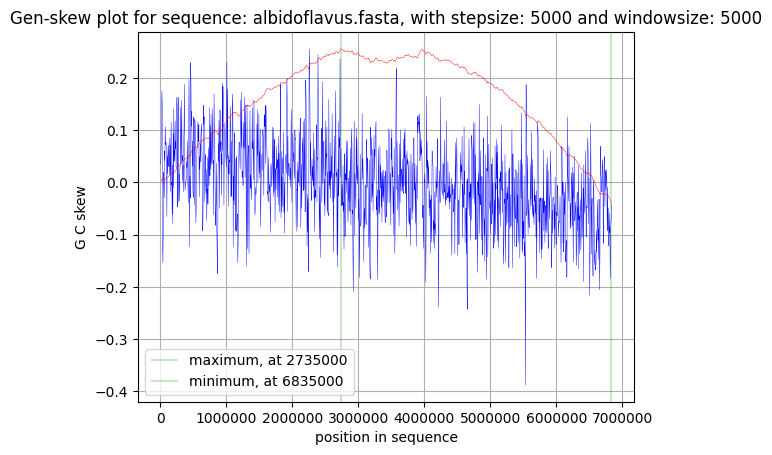 Gen-skew plot for sequence: albidoflavus.fasta, with stepsize: 5000 and windowsize: 5000
0.2
0.1
0.0
−0.1
−0.2
−0.3
−0.4
G C skew
maximum, at 2735000
minimum, at 6835000
0 1000000 2000000 3000000 4000000 5000000 6000000 7000000
position in sequence